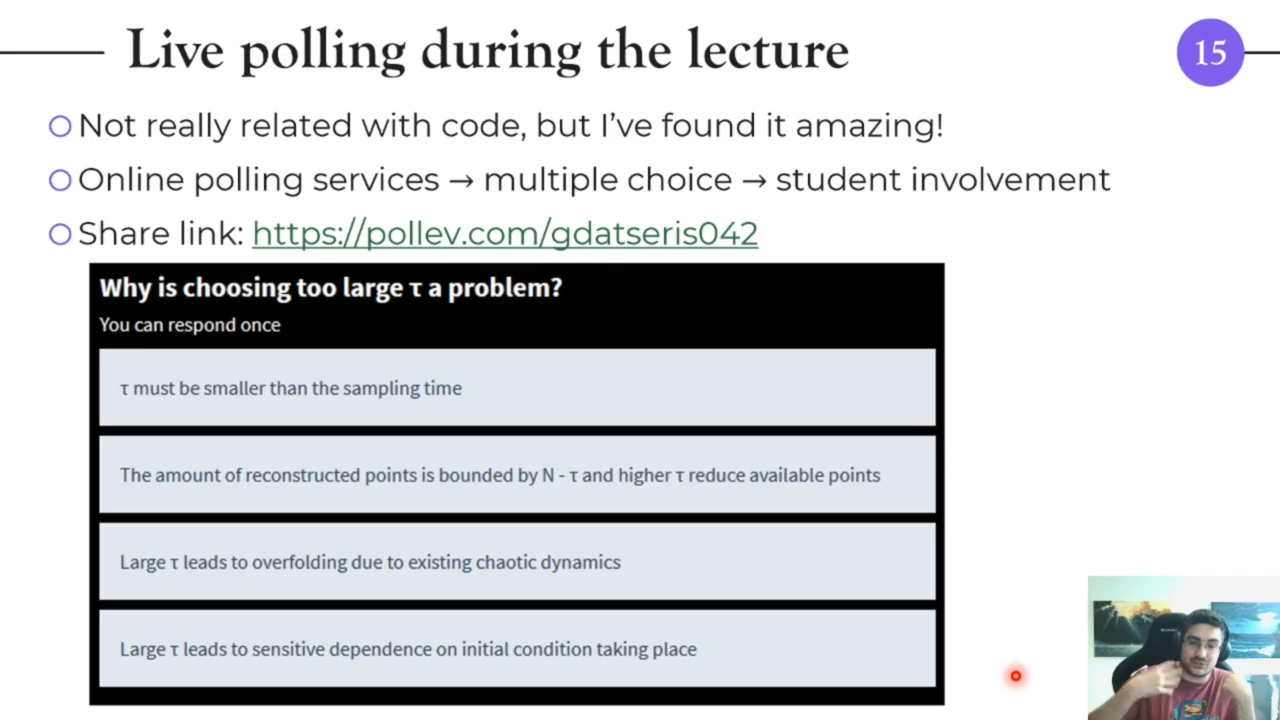 Live polling during the lecture
15
Not really related with code, but I've found it amazing!
Online polling services → multiple choice → student involvement
Share link: https://pollev.com/gdatseris042
Why is choosing too large τ a problem?
You can respond once
τ must be smaller than the sampling time
The amount of reconstructed points is bounded by N - τ and higher τ reduce available points
Large τ leads to overfolding due to existing chaotic dynamics
Large τ leads to sensitive dependence on initial condition taking place